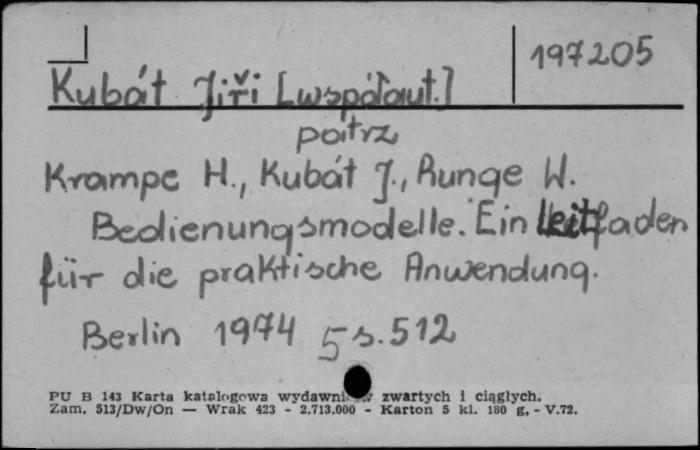 197205
Kubát Jiři [współaut.]
patrz
Krampe H., Kubát J., Runge W.
Bedienungsmodelle. Ein Leitfaden
für die praktische Anwendung.
Berlin 1974 5 s. 512
PU B 143 Karta katalogowa wydawnictw zwartych i ciągłych.
Zam. 513/Dw/On — Wrak 423 - 2.713.000 - Karton 5 kl. 180 g, - V.72.